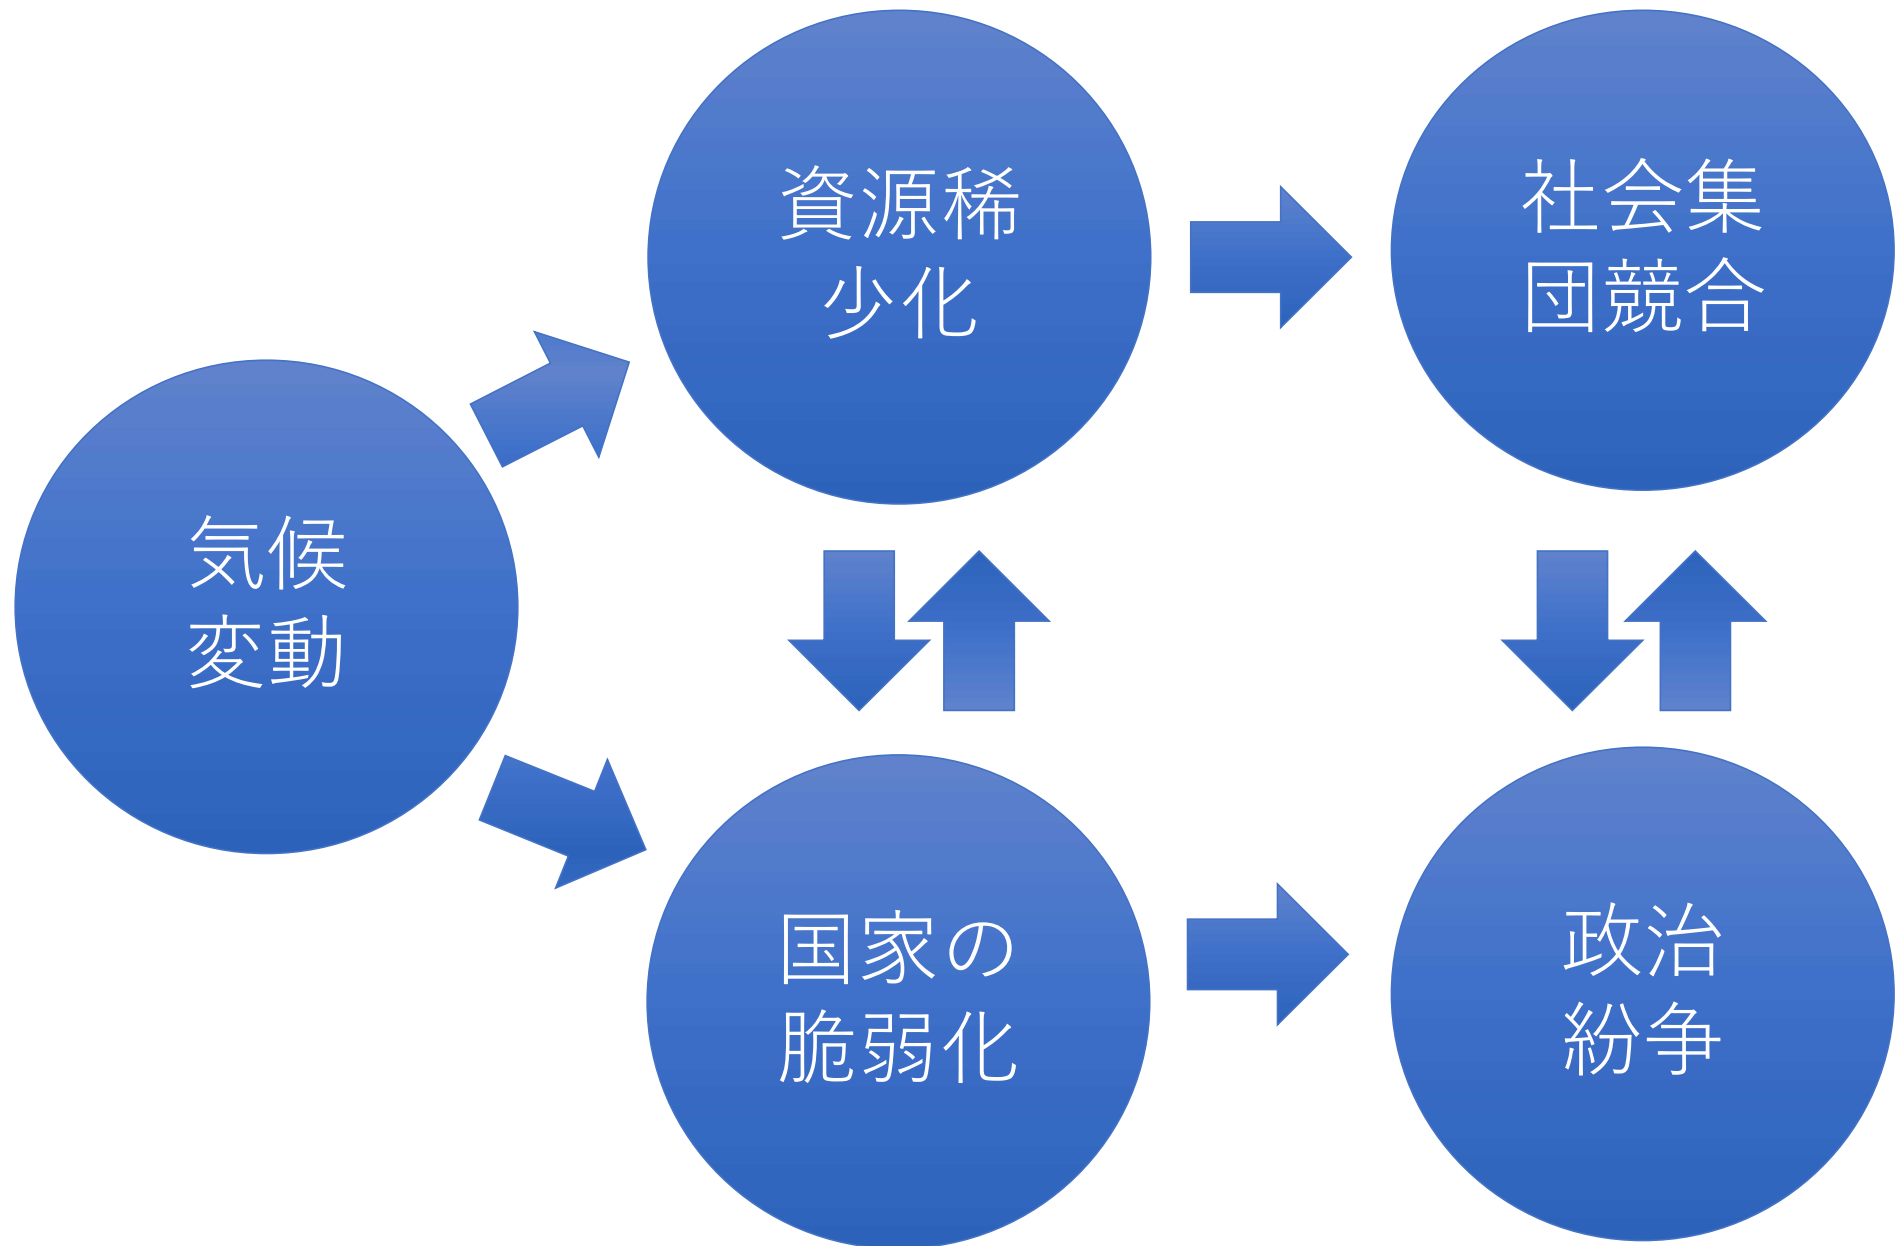 資源稀
少化
社会集
団競合
気候
変動
国家の
脆弱化
政治
紛争